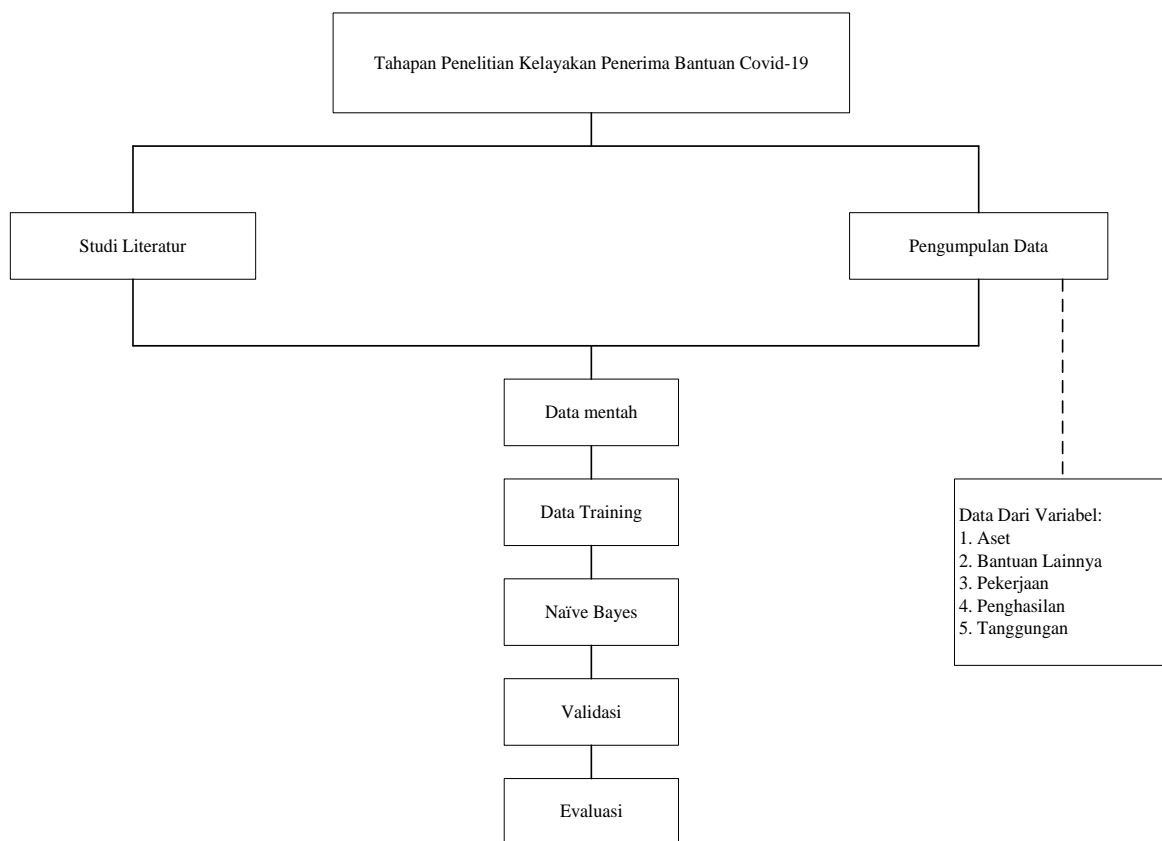 Tahapan Penelitian Kelayakan Penerima Bantuan Covid-19
Studi Literatur
Pengumpulan Data
Data mentah
Data Training
Naïve Bayes
Validasi
Evaluasi
Data Dari Variabel:
1. Aset
2. Bantuan Lainnya
3. Pekerjaan
4. Penghasilan
5. Tanggungan